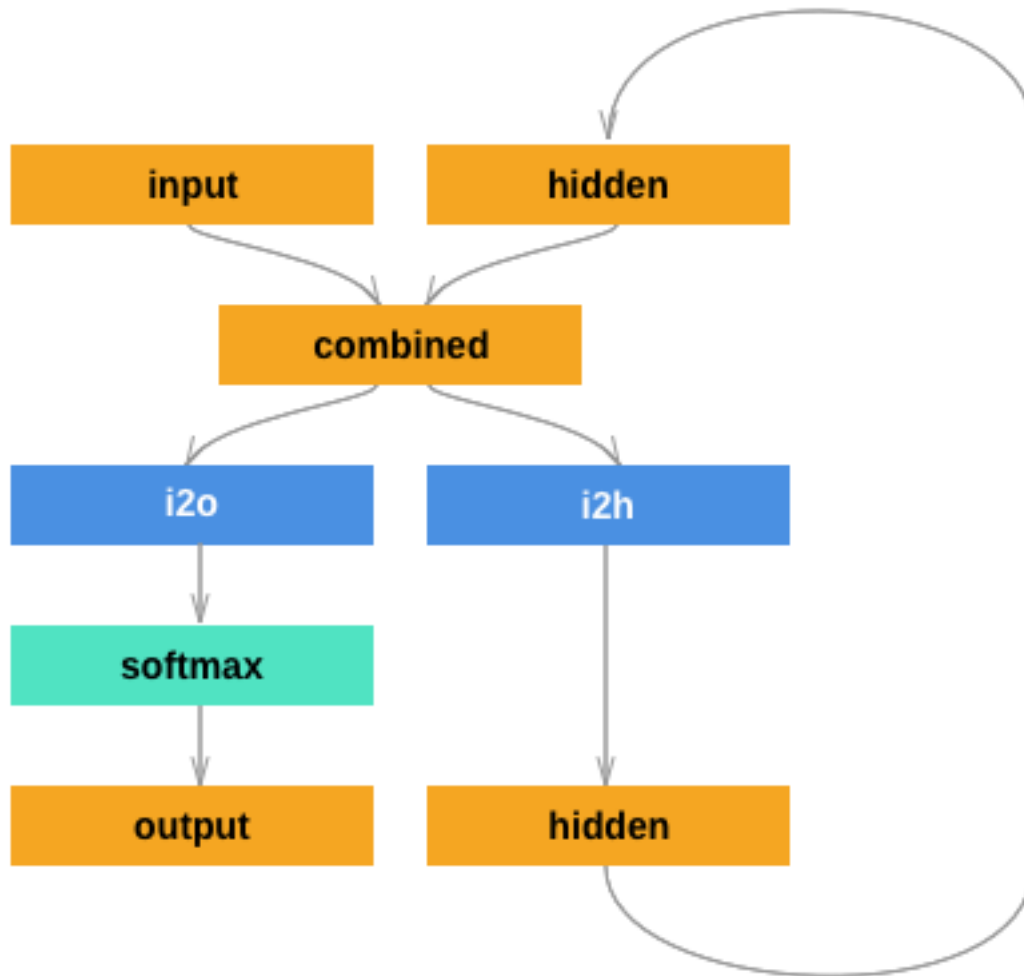 input
hidden
combined
i2o
i2h
softmax
output
hidden